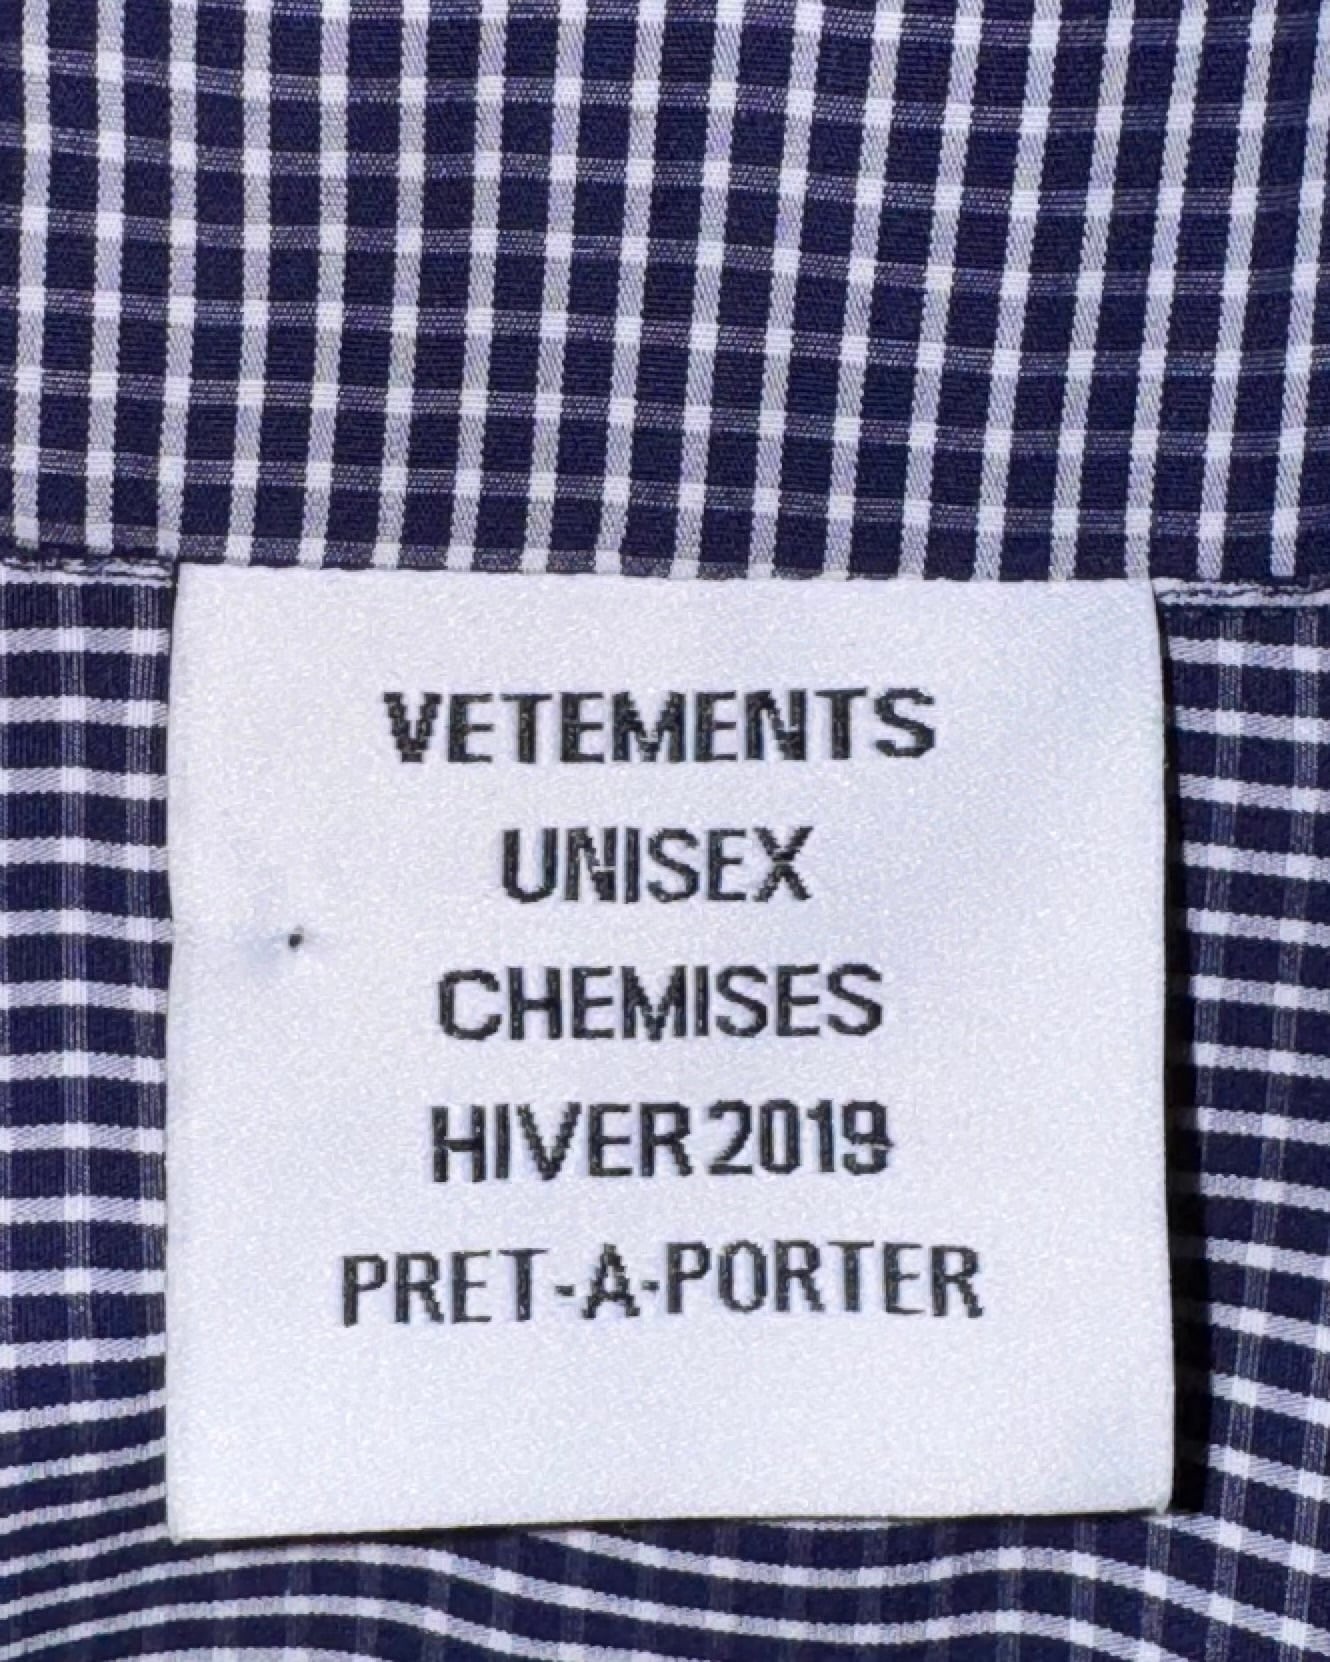 VETEMENTS
UNISEX
CHEMISES
HIVER 2019
PRET-A-PORTER